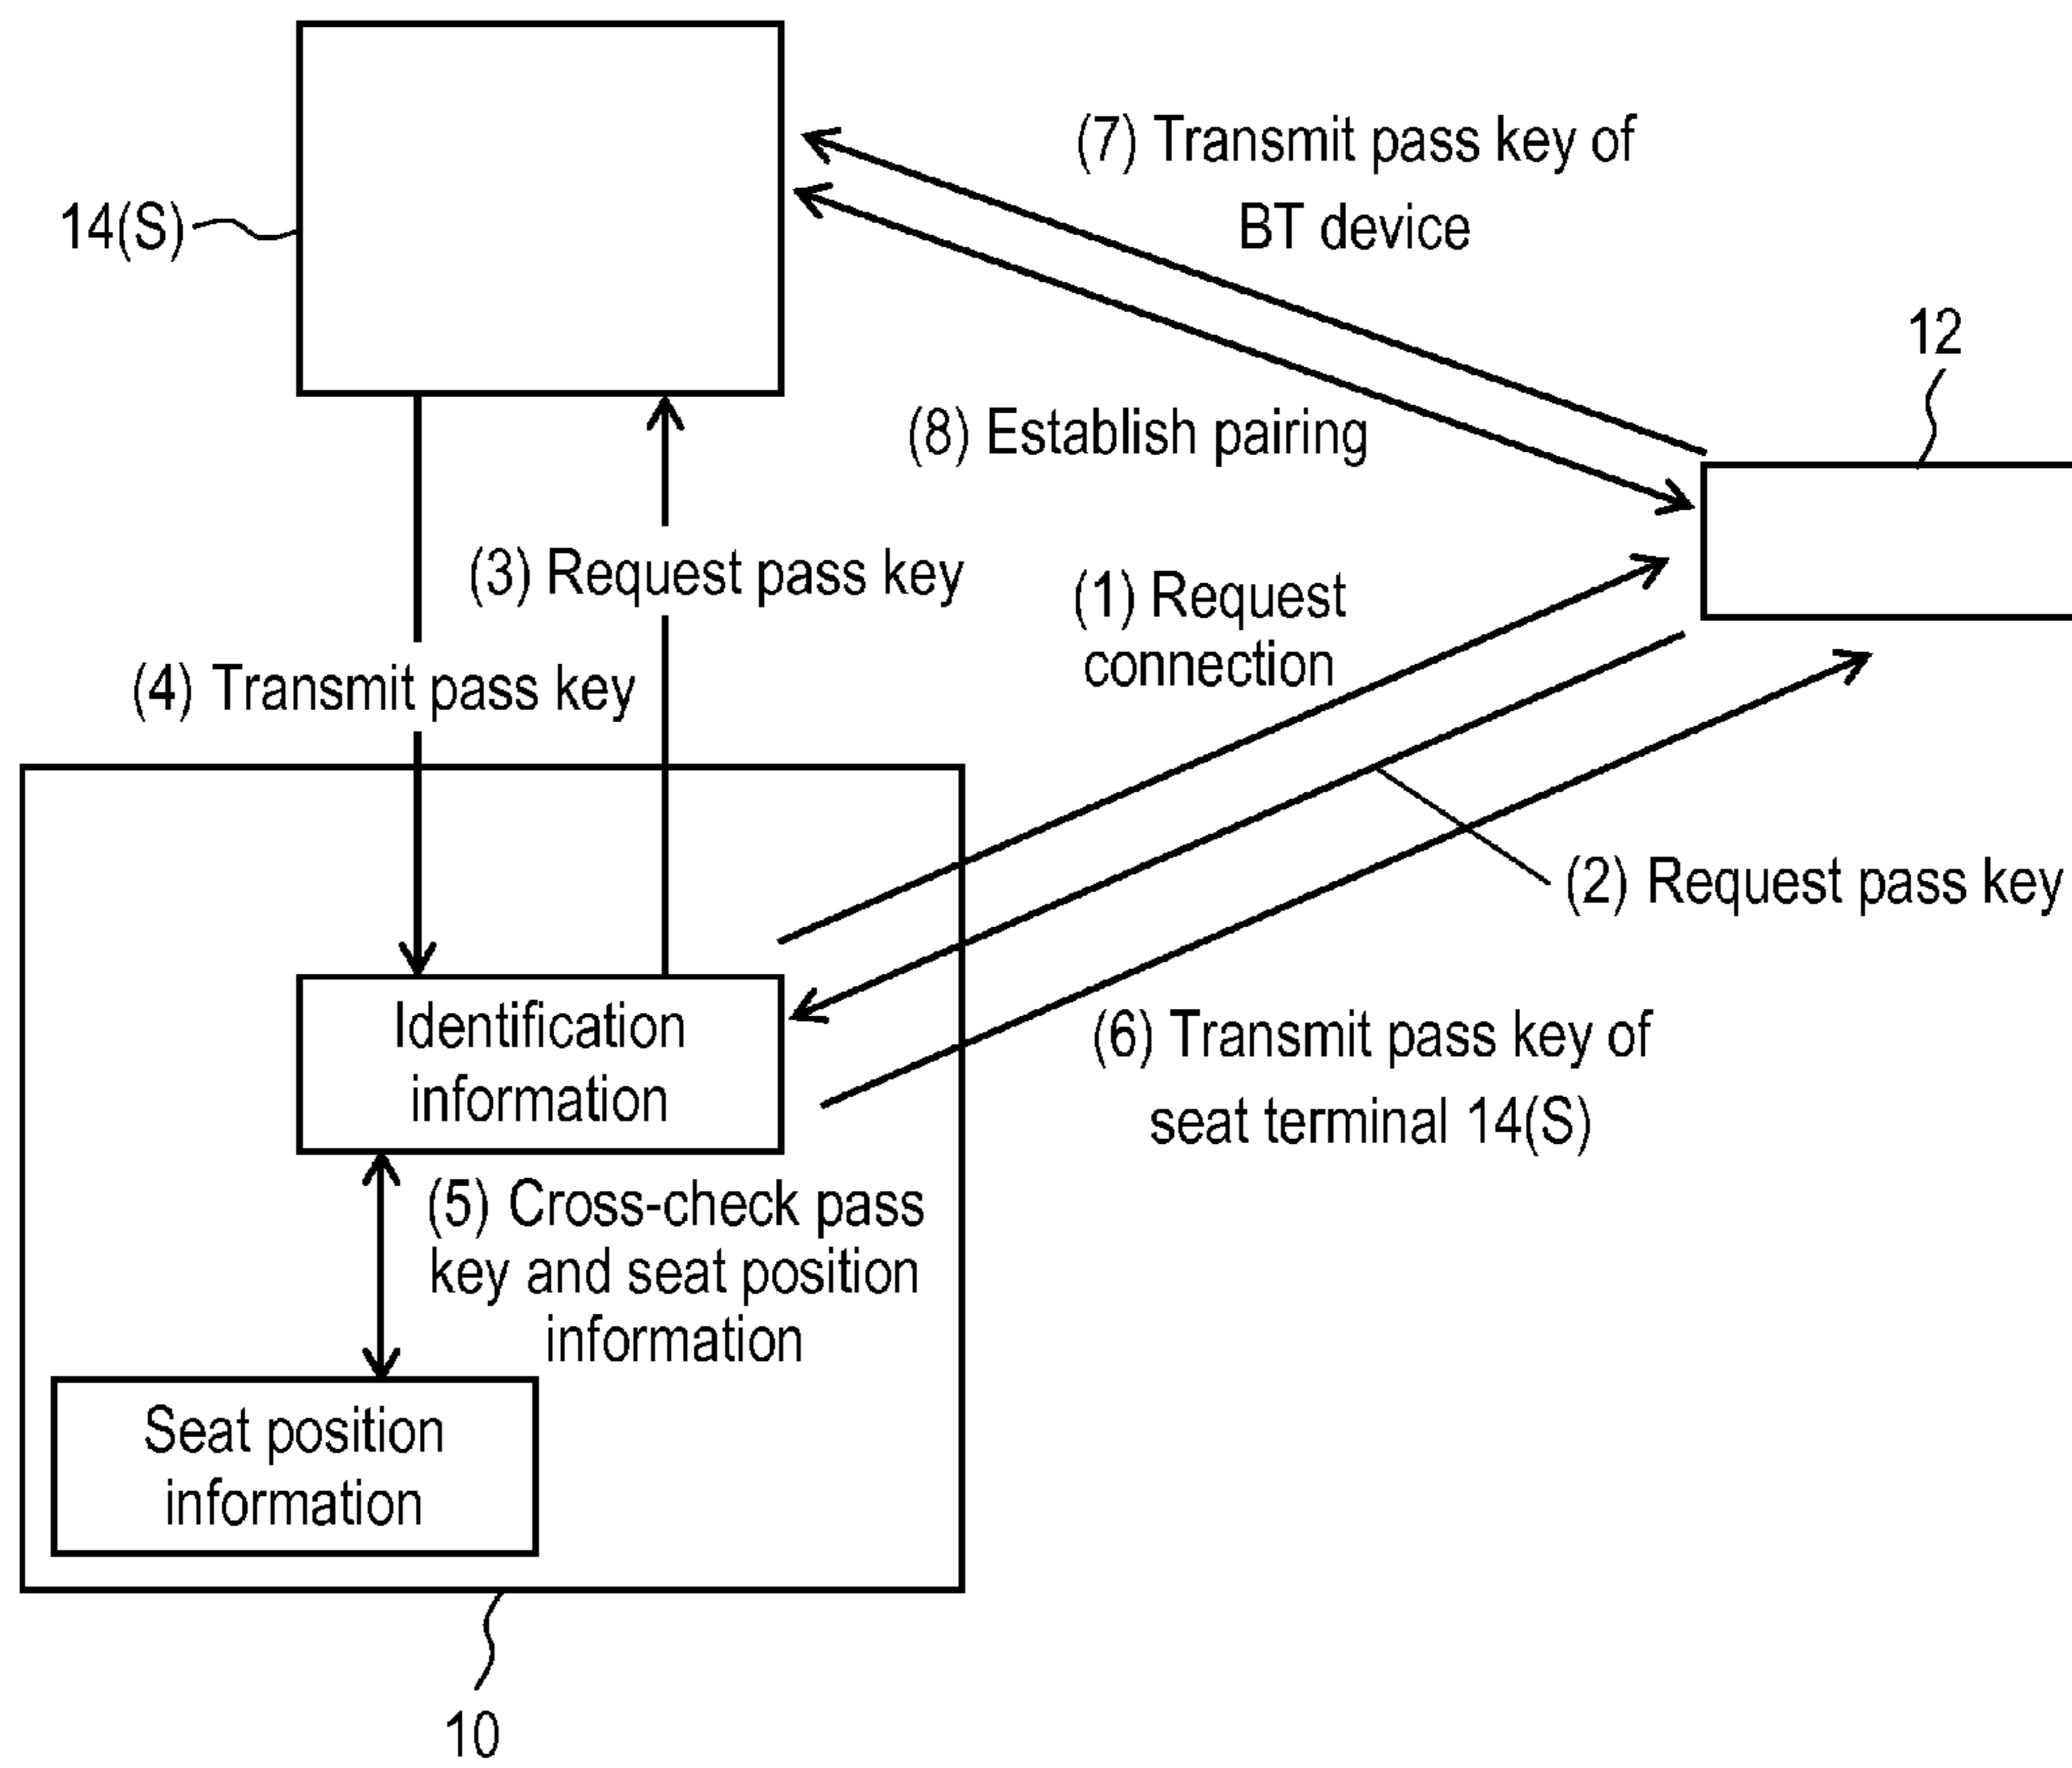 (7) Transmit pass key of
BT device
14(S)
12
(8) Establish pairing
(3) Request pass key
(1) Request
connection
(4) Transmit pass key
(2) Request pass key
Identification
information
(6) Transmit pass key of
seat terminal 14(S)
(5) Cross-check pass
key and seat position
information
Seat position
information
10